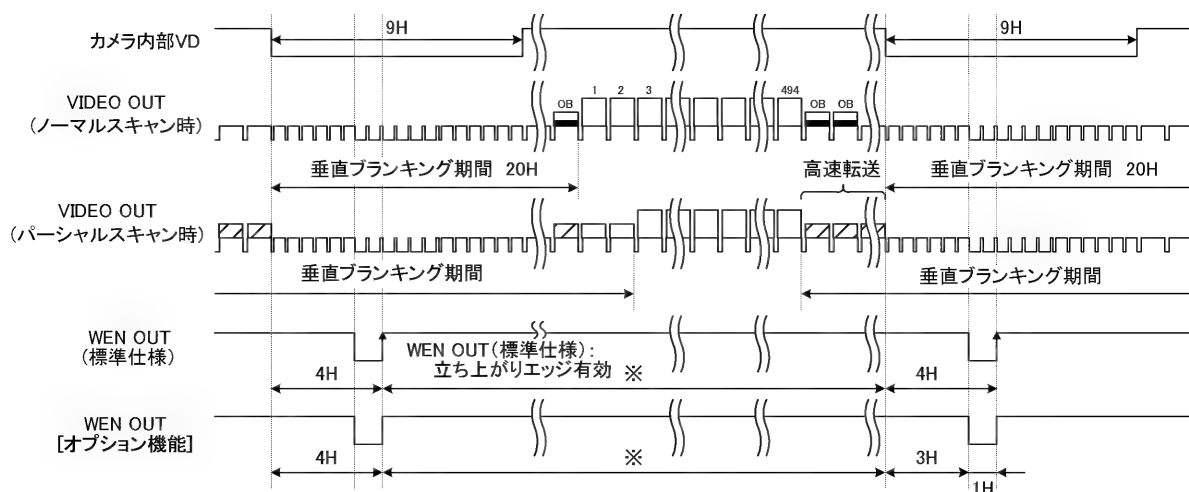 9H
9H
カメラ内部VD
VIDEO OUT
(ノーマルスキャン時)
OB
1
2
3
494
OB
OB
垂直ブランキング期間 20H
高速転送
垂直ブランキング期間 20H
VIDEO OUT
(パーシャルスキャン時)
垂直ブランキング期間
垂直ブランキング期間
WEN OUT
(標準仕様)
WEN OUT(標準仕様):
立ち上がりエッジ有効
4H
※
4H
WEN OUT
[オプション機能]
4H
※
3H
1H